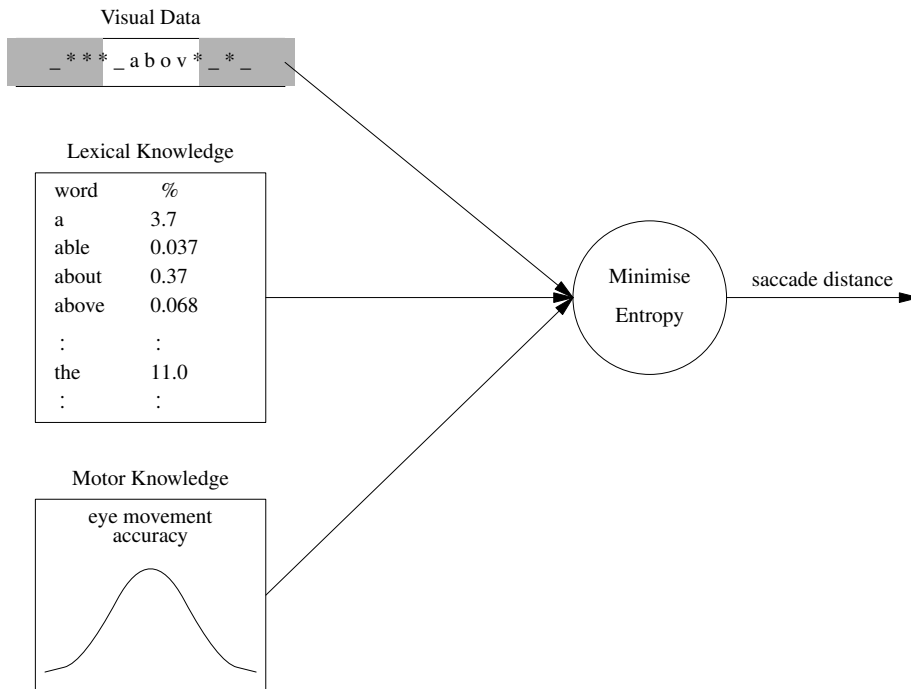 Visual Data
_ * * * _ a b o v * _ * _
Lexical Knowledge
word %
a 3.7
able 0.037
about 0.37
above 0.068
: :
the 11.0
: :
Motor Knowledge
eye movement
accuracy
Minimise
Entropy
saccade distance